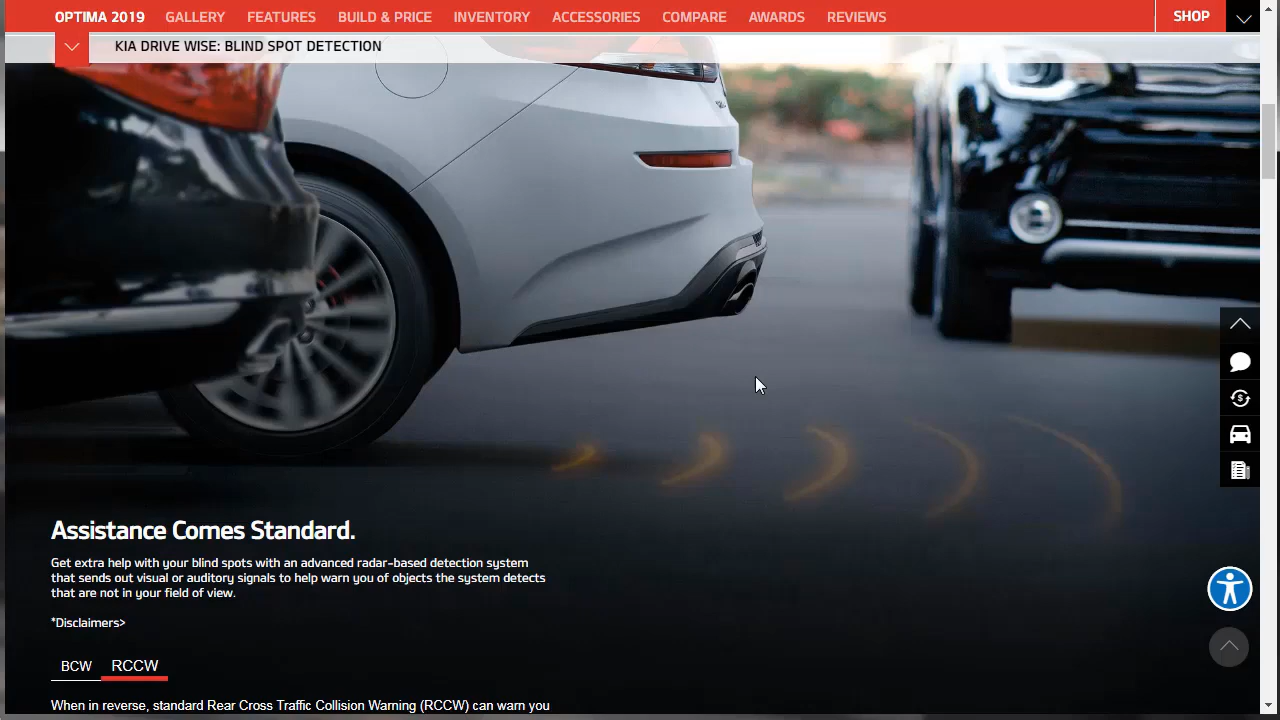 OPTIMA 2019 GALLERY FEATURES BUILD & PRICE INVENTORY ACCESSORIES COMPARE AWARDS REVIEWS SHOP
KIA DRIVE WISE: BLIND SPOT DETECTION
Assistance Comes Standard.
Get extra help with your blind spots with an advanced radar-based detection system
that sends out visual or auditory signals to help warn you of objects the system detects
that are not in your field of view.
*Disclaimers>
BCW RCCW
When in reverse, standard Rear Cross Traffic Collision Warning (RCCW) can warn you